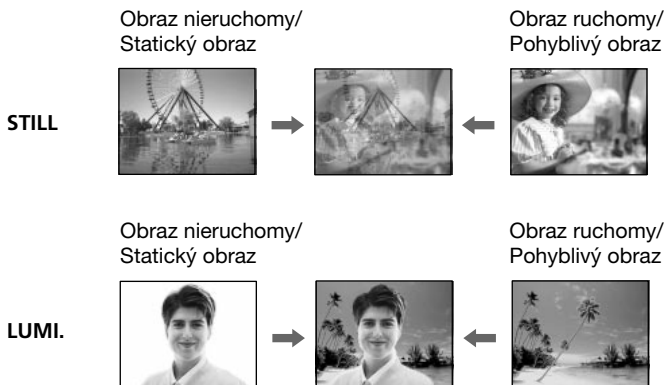 Obraz nieruchomy/
Statický obraz
Obraz ruchomy/
Pohyblivý obraz
STILL
Obraz nieruchomy/
Statický obraz
Obraz ruchomy/
Pohyblivý obraz
LUMI.